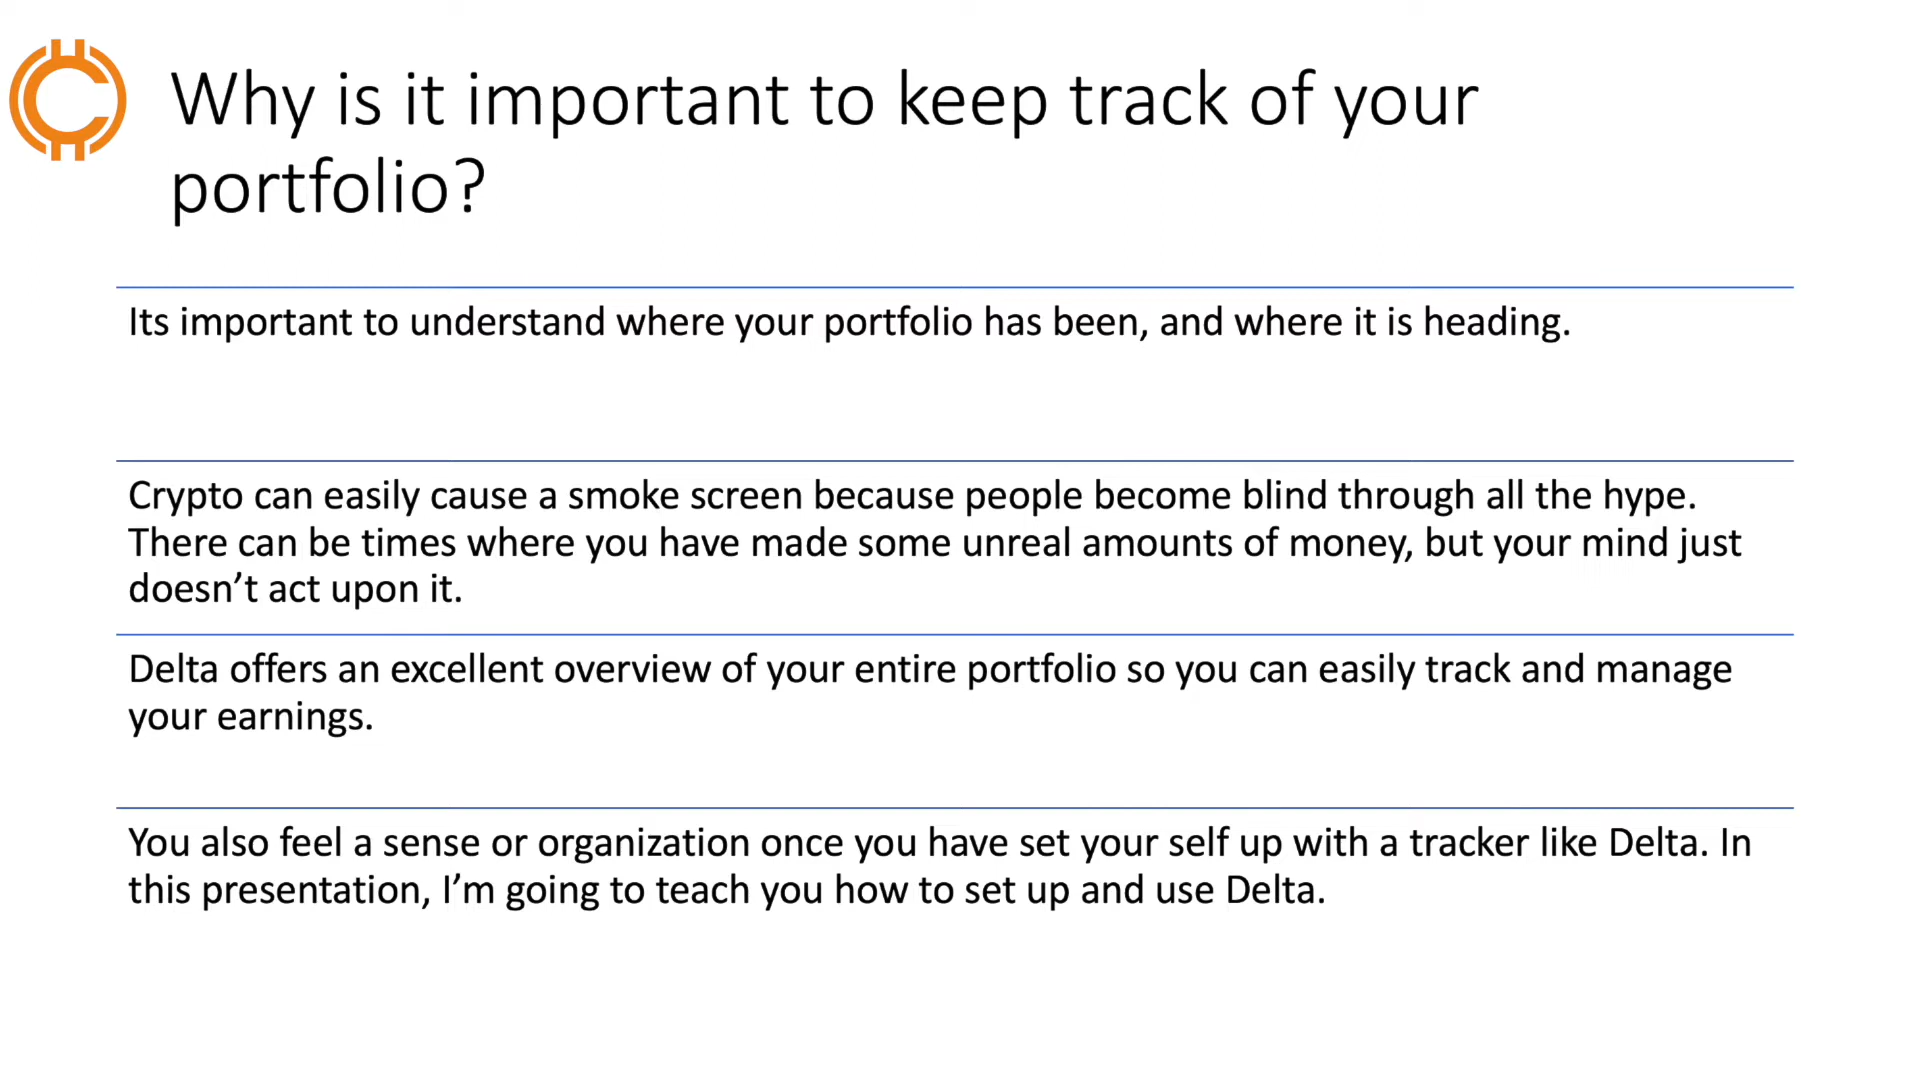 Why is it important to keep track of your
portfolio?
Its important to understand where your portfolio has been, and where it is heading.
Crypto can easily cause a smoke screen because people become blind through all the hype.
There can be times where you have made some unreal amounts of money, but your mind just
doesn’t act upon it.
Delta offers an excellent overview of your entire portfolio so you can easily track and manage
your earnings.
You also feel a sense or organization once you have set your self up with a tracker like Delta. In
this presentation, I’m going to teach you how to set up and use Delta.